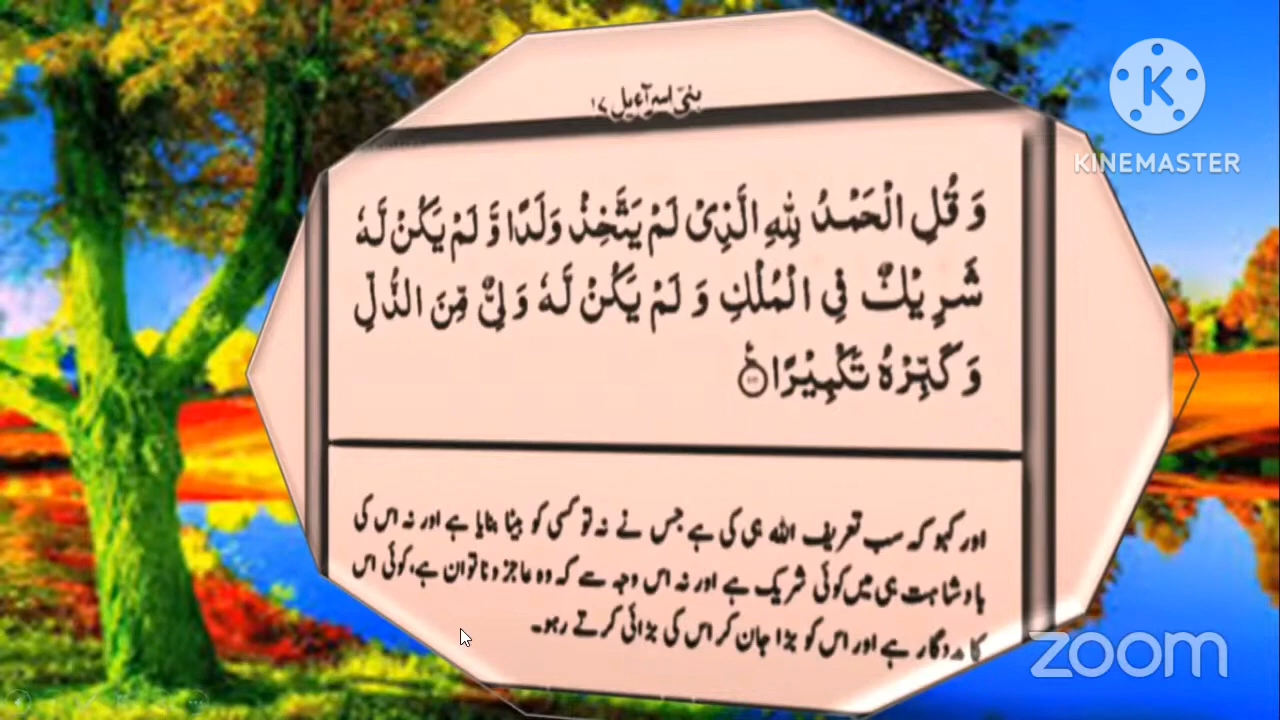 بنیٓ اسرآءیل ۱۷
وَ قُلِ الْحَمْدُ لِلّٰهِ الَّذِیْ لَمْ یَتَّخِذْ وَلَدًا وَّ لَمْ یَكُنْ لَّهٗ
شَرِیْكٌ فِی الْمُلْكِ وَ لَمْ یَكُنْ لَّهٗ وَلِیٌّ مِّنَ الذُّلِّ
وَ كَبِّرْهُ تَكْبِیْرًا
اور کہو کہ سب تعریف اللہ ہی کی ہے جس نے نہ تو کسی کو بیٹا بنایا ہے اور نہ اس کی
بادشاہت ہی میں کوئی شریک ہے اور نہ اس وجہ سے کہ وہ عاجز و ناتوان ہے، کوئی اس
کا مددگار ہے اور اس کو بڑا جان کر اس کی بڑائی کرتے رہو۔
K
KINEMASTER
zoom